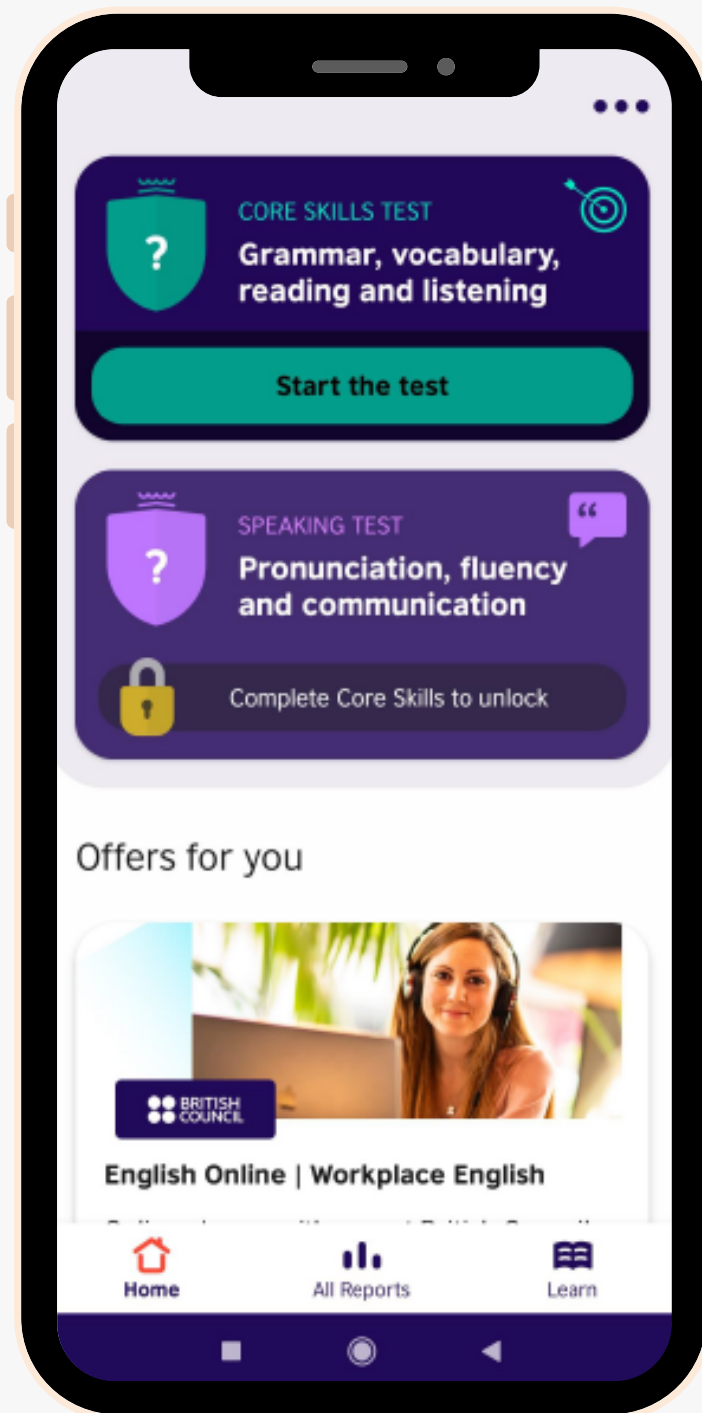 CORE SKILLS TEST
?
Grammar, vocabulary,
reading and listening
Start the test
SPEAKING TEST
“
?
Pronunciation, fluency
and communication
Complete Core Skills to unlock
Offers for you
BRITISH
COUNCIL
English Online | Workplace English
Home
All Reports
Learn